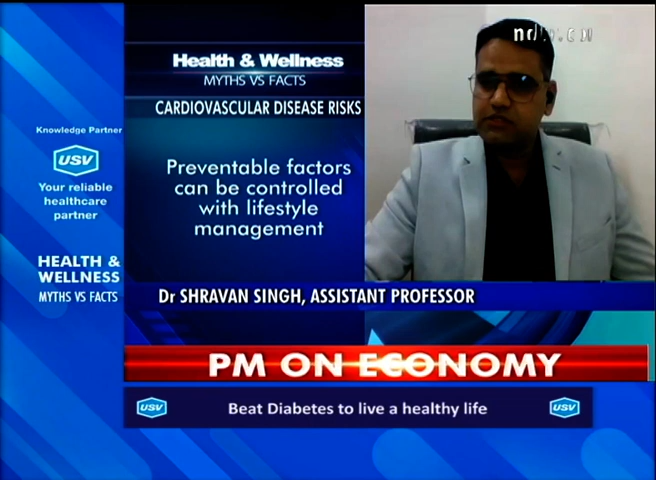 Health & Wellness
MYTHS VS FACTS
CARDIOVASCULAR DISEASE RISKS
Knowledge Partner
USV
Your reliable
healthcare
partner
Preventable factors
can be controlled
with lifestyle
management
HEALTH &
WELLNESS
MYTHS VS FACTS
Dr SHRAVAN SINGH, ASSISTANT PROFESSOR
PM ON ECONOMY
USV
Beat Diabetes to live a healthy life
USV